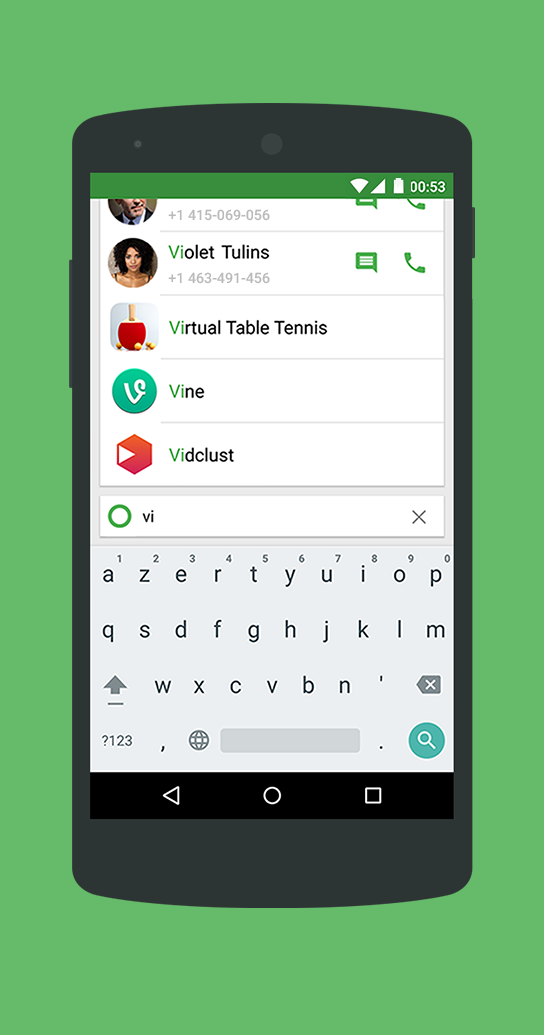 00:53
+1 415-069-056
Violet Tulins
+1 463-491-456
Virtual Table Tennis
Vine
Vidclust
vi
1 2 3 4 5 6 7 8 9 0
a z e r t y u i o p
q s d f g h j k l m
w x c v b n '
?123 , .